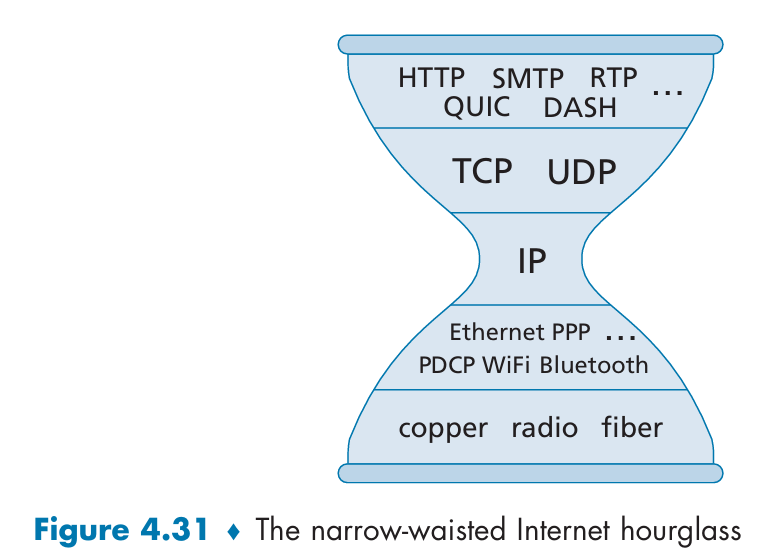 HTTP SMTP RTP ...
QUIC DASH
TCP UDP
IP
Ethernet PPP ...
PDCP WiFi Bluetooth
copper radio fiber
Figure 4.31 ♦ The narrow-waisted Internet hourglass